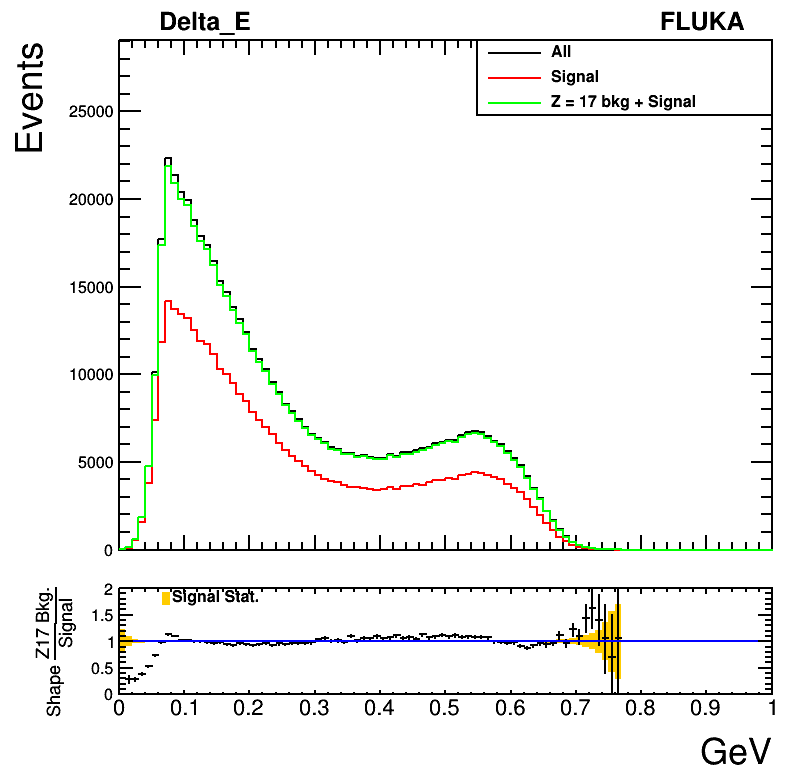 Delta_E FLUKA
Events
All
Signal
Z = 17 bkg + Signal
25000
20000
15000
10000
5000
0
Shape Z17 Bkg.
Signal
Signal Stat.
2
1.5
1
0.5
0
0 0.1 0.2 0.3 0.4 0.5 0.6 0.7 0.8 0.9 1
GeV